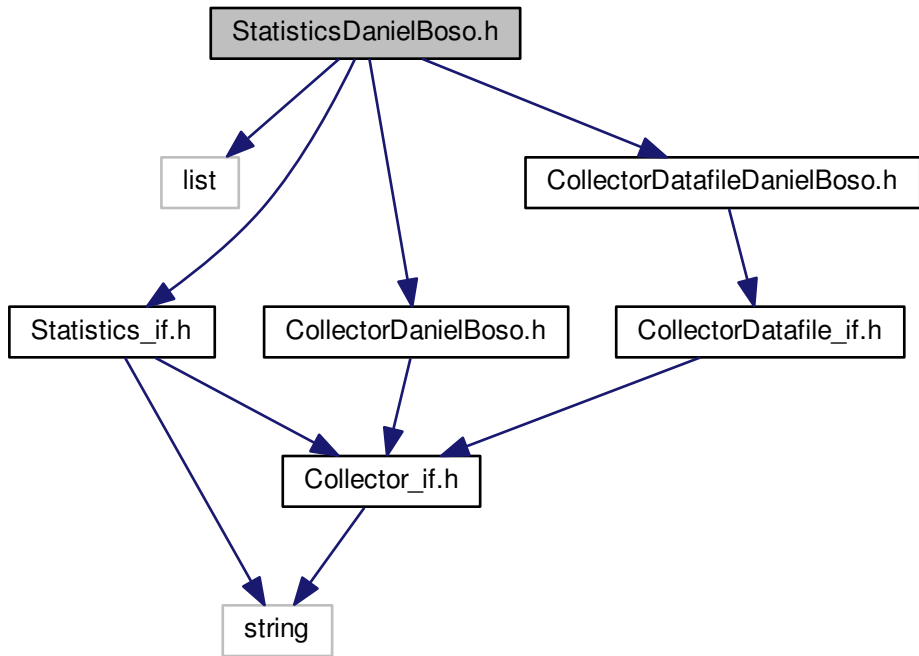 StatisticsDanielBoso.h
list
CollectorDatafileDanielBoso.h
Statistics_if.h
CollectorDanielBoso.h
CollectorDatafile_if.h
Collector_if.h
string